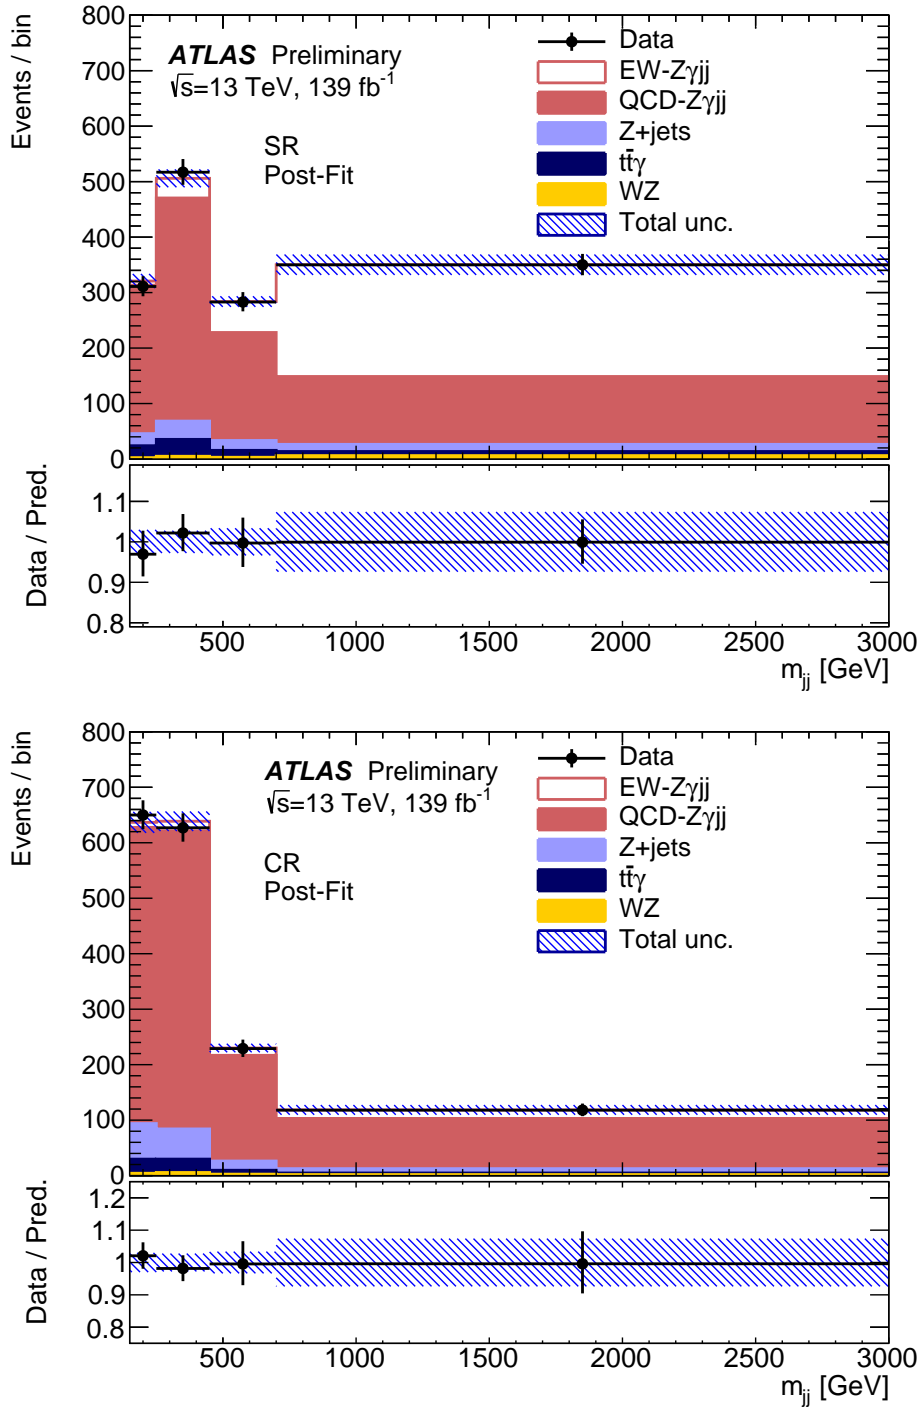 Events / bin
800
700
600
500
400
300
200
100
0
ATLAS Preliminary
√s=13 TeV, 139 fb⁻¹
SR
Post-Fit
Data
EW-Zγjj
QCD-Zγjj
Z+jets
tt̄γ
WZ
Total unc.
Data / Pred.
1.1
1
0.9
0.8
500 1000 1500 2000 2500 3000
m_jj [GeV]
Events / bin
800
700
600
500
400
300
200
100
0
ATLAS Preliminary
√s=13 TeV, 139 fb⁻¹
CR
Post-Fit
Data
EW-Zγjj
QCD-Zγjj
Z+jets
tt̄γ
WZ
Total unc.
Data / Pred.
1.2
1.1
1
0.9
0.8
500 1000 1500 2000 2500 3000
m_jj [GeV]